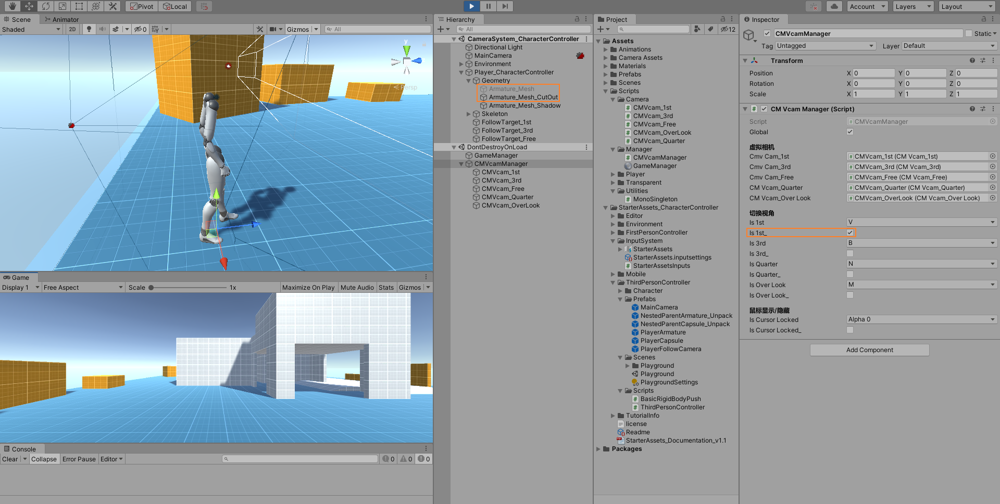 Pivot Local
Account Layers Layout
Scene Animator
Shaded 2D 0 Gizmos All
y
Persp
Game
Display 1 Free Aspect Scale 1x Maximize On Play Mute Audio Stats Gizmos
Console
Clear Collapse Error Pause Editor 0 0 0
Hierarchy
All
CameraSystem_CharacterController
Directional Light
MainCamera
Environment
Player_CharacterController
Geometry
Armature_Mesh
Armature_Mesh_CutOut
Armature_Mesh_Shadow
Skeleton
FollowTarget_1st
FollowTarget_3rd
FollowTarget_Free
DontDestroyOnLoad
GameManager
CMVcamManager
CMVcam_1st
CMVcam_3rd
CMVcam_Free
CMVcam_Quarter
CMVcam_OverLook
Project
12
Assets
Animations
Camera Assets
Materials
Prefabs
Scenes
Scripts
Camera
CMVcam_1st
CMVcam_3rd
CMVcam_Free
CMVcam_OverLook
CMVcam_Quarter
Manager
CMVcamManager
GameManager
Player
Transparent
Utilities
MonoSingleton
StarterAssets_CharacterController
Editor
Environment
FirstPersonController
InputSystem
StarterAssets
StarterAssets.inputsettings
StarterAssetsInputs
Mobile
ThirdPersonController
Character
Prefabs
MainCamera
NestedParentArmature_Unpack
NestedParentCapsule_Unpack
PlayerArmature
PlayerCapsule
PlayerFollowCamera
Scenes
Playground
Playground
PlaygroundSettings
Scripts
BasicRigidBodyPush
ThirdPersonController
TutorialInfo
license
Readme
StarterAssets_Documentation_v1.1
Packages
Inspector
CMVcamManager Static
Tag Untagged Layer Default
Transform
Position X 0 Y 0 Z 0
Rotation X 0 Y 0 Z 0
Scale X 1 Y 1 Z 1
CM Vcam Manager (Script)
Script CMVcamManager
Global
虚拟相机
Cmv Cam_1st CMVcam_1st (CM Vcam_1st)
Cmv Cam_3rd CMVcam_3rd (CM Vcam_3rd)
Cmv Cam_Free CMVcam_Free (CM Vcam_Free)
CM Vcam_Quarter CMVcam_Quarter (CM Vcam_Quarter)
CM Vcam_Over Look CMVcam_OverLook (CM Vcam_Over Look)
切换视角
Is 1st V
Is 1st_
Is 3rd B
Is 3rd_
Is Quarter N
Is Quarter_
Is Over Look M
Is Over Look_
鼠标显示/隐藏
Is Cursor Locked Alpha 0
Is Cursor Locked_
Add Component